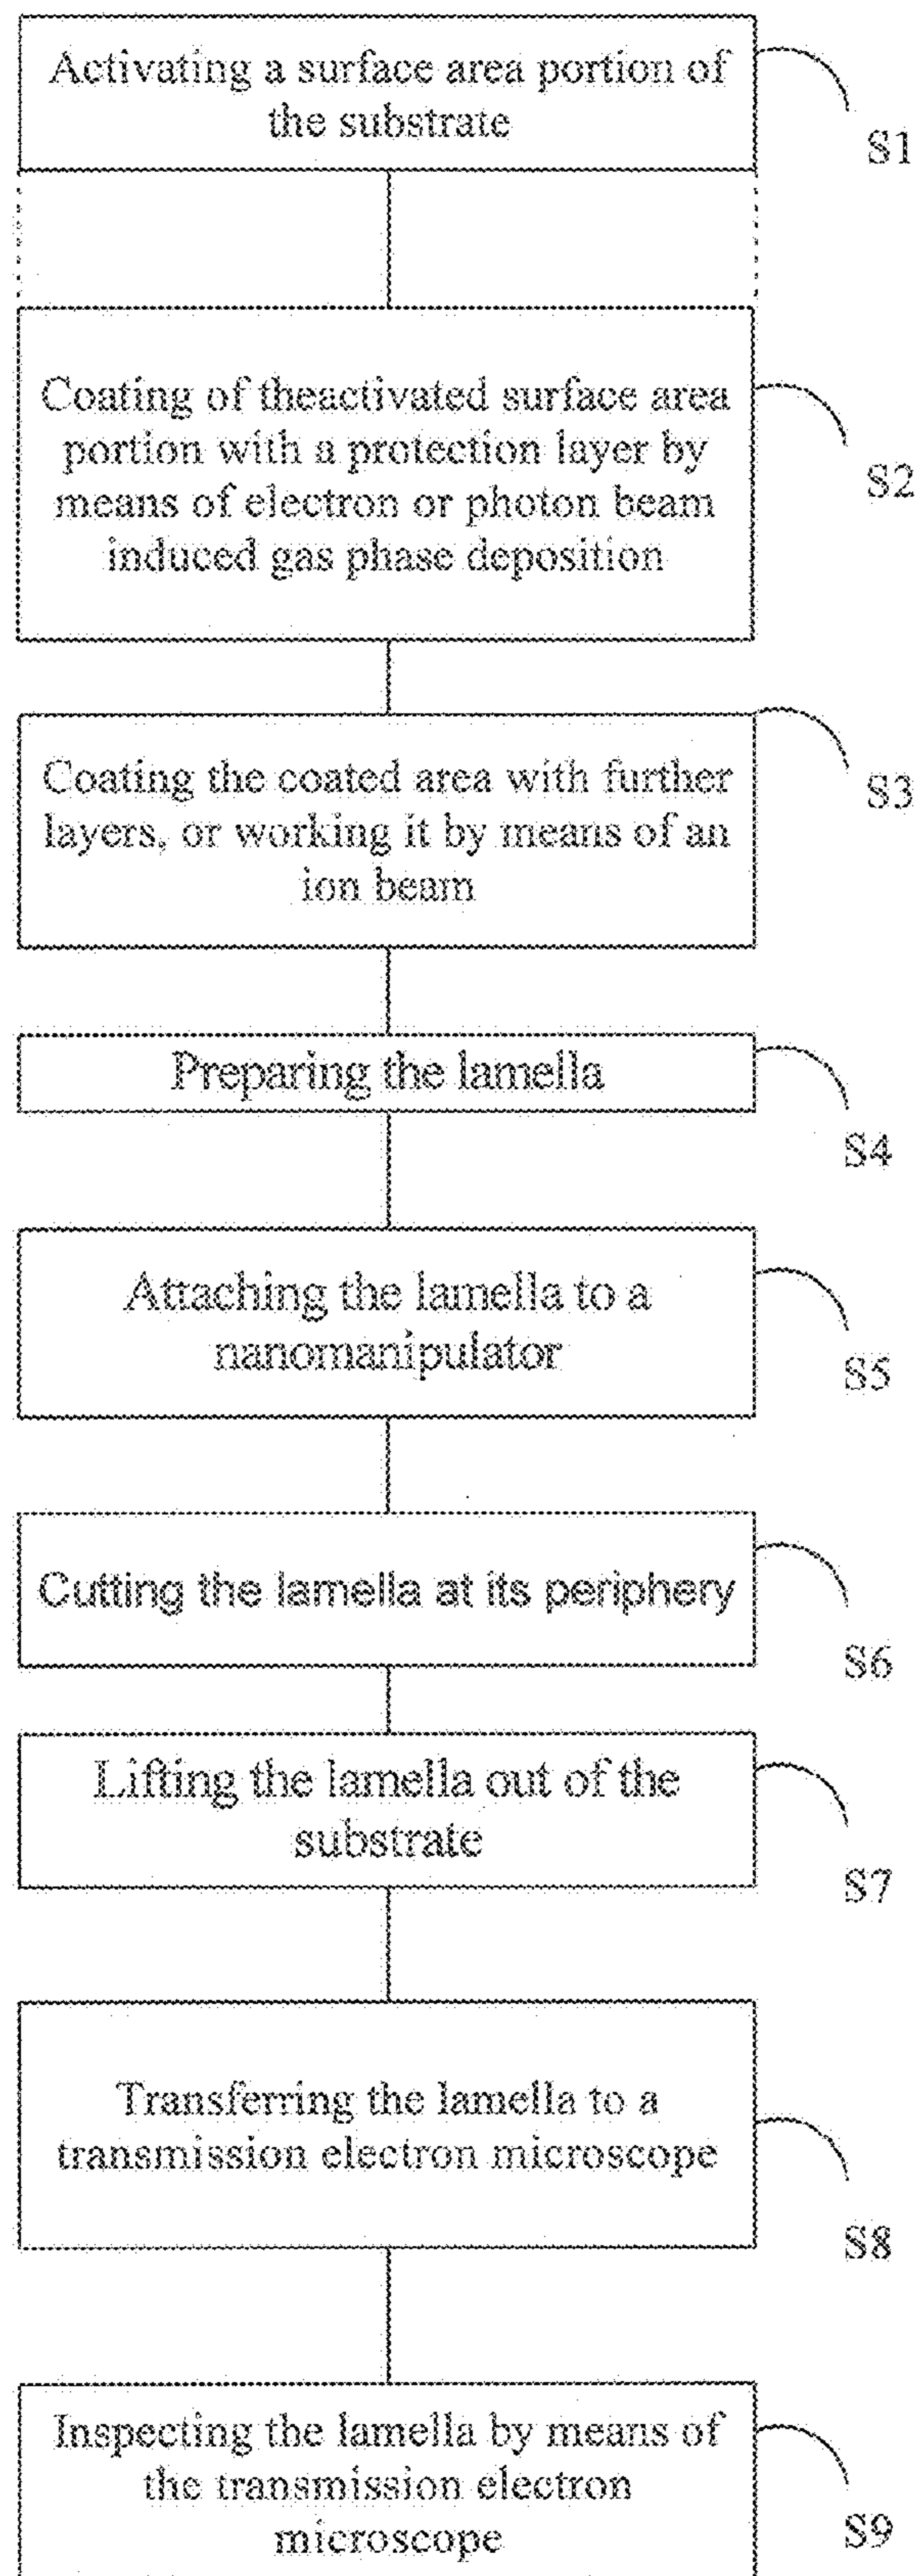 Activating a surface area portion of
the substrate
S1
Coating of theactivated surface area
portion with a protection layer by
means of electron or photon beam
induced gas phase deposition
S2
Coating the coated area with further
layers, or working it by means of an
ion beam
S3
Preparing the lamella
S4
Attaching the lamella to a
nanomanipulator
S5
Cutting the lamella at its periphery
S6
Lifting the lamella out of the
substrate
S7
Transferring the lamella to a
transmission electron microscope
S8
Inspecting the lamella by means of
the transmission electron
microscope
S9